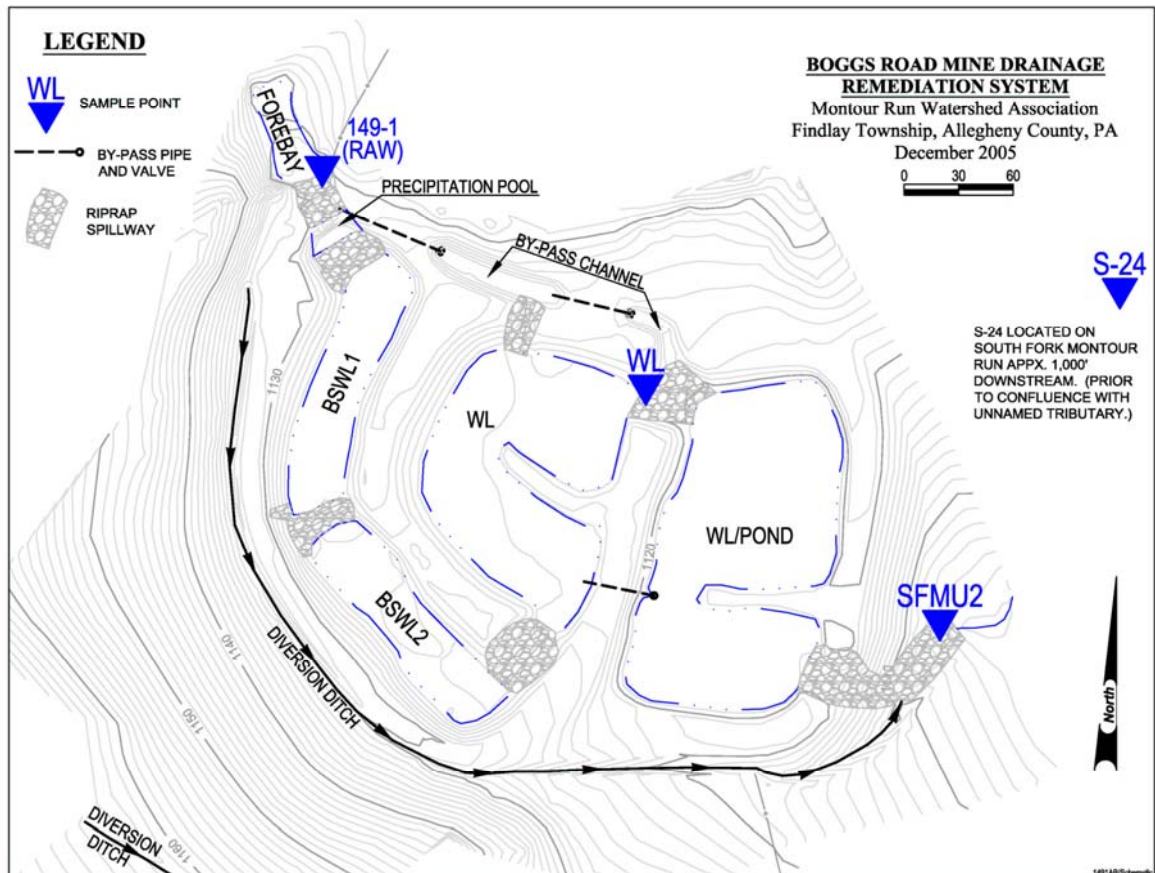 LEGEND
WL
SAMPLE POINT
BY-PASS PIPE
AND VALVE
RIPRAP
SPILLWAY
BOGGS ROAD MINE DRAINAGE
REMEDIATION SYSTEM
Montour Run Watershed Association
Findlay Township, Allegheny County, PA
December 2005
0 30 60
FOREBAY
149-1
(RAW)
PRECIPITATION POOL
BY-PASS CHANNEL
S-24
S-24 LOCATED ON
SOUTH FORK MONTOUR
RUN APPX. 1,000'
DOWNSTREAM. (PRIOR
TO CONFLUENCE WITH
UNNAMED TRIBUTARY.)
1130
BSWL1
WL
WL
WL/POND
1120
BSWL2
SFMU2
DIVERSION DITCH
1140
1150
1160
North
DIVERSION
DITCH